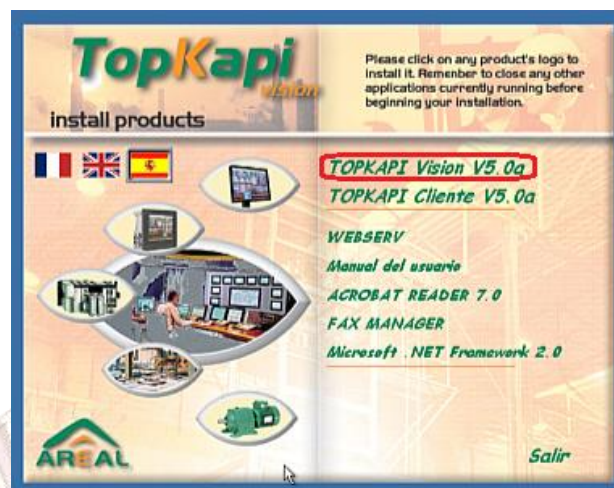 TopKapi
vision
install products
Please click on any product's logo to
install it. Remenber to close any other
applications currently running before
beginning your installation.
TOPKAPI Vision V5.0a
TOPKAPI Cliente V5.0a
WEBSERV
Manual del usuario
ACROBAT READER 7.0
FAX MANAGER
Microsoft .NET Framework 2.0
AREAL
Salir